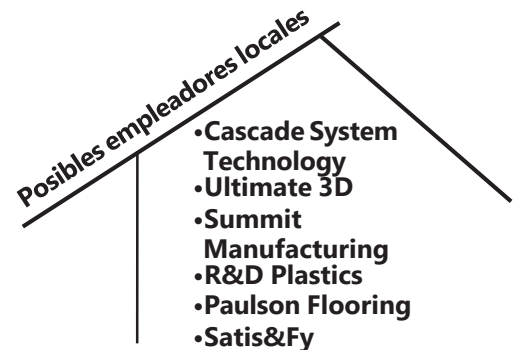 Posibles empleadores locales
•Cascade System
Technology
•Ultimate 3D
•Summit
Manufacturing
•R&D Plastics
•Paulson Flooring
•Satis&Fy